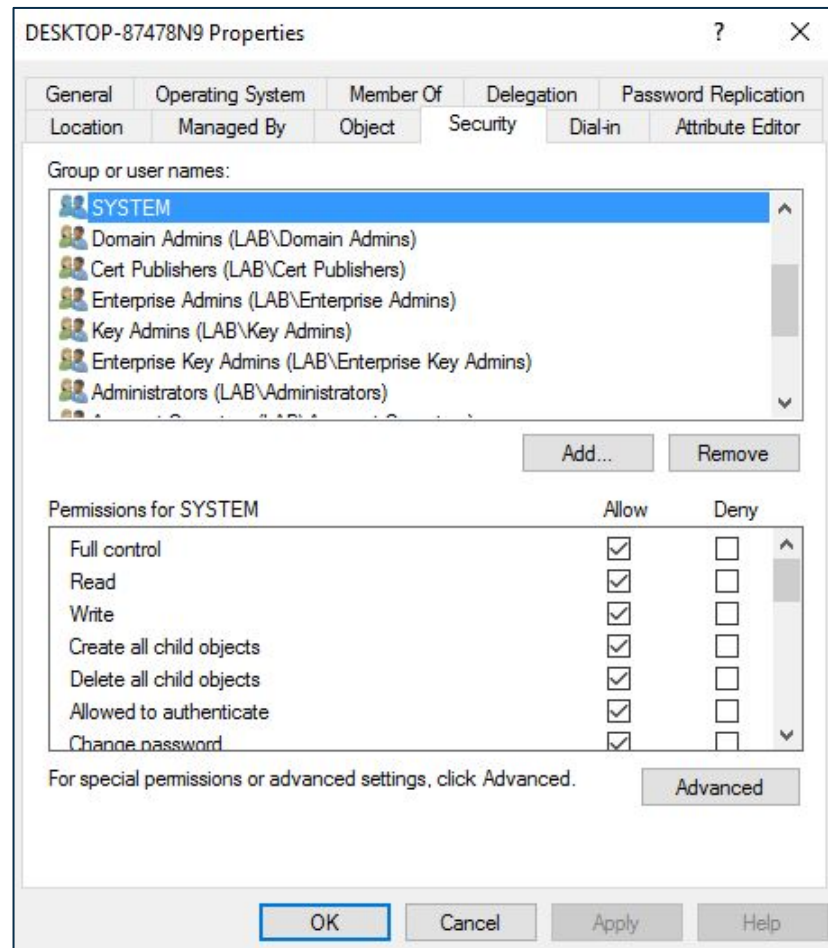 DESKTOP-87478N9 Properties ? ×
General Operating System Member Of Delegation Password Replication
Location Managed By Object Security Dial-in Attribute Editor
Group or user names:
SYSTEM
Domain Admins (LAB\Domain Admins)
Cert Publishers (LAB\Cert Publishers)
Enterprise Admins (LAB\Enterprise Admins)
Key Admins (LAB\Key Admins)
Enterprise Key Admins (LAB\Enterprise Key Admins)
Administrators (LAB\Administrators)
Add... Remove
Permissions for SYSTEM Allow Deny
Full control
Read
Write
Create all child objects
Delete all child objects
Allowed to authenticate
Change password
For special permissions or advanced settings, click Advanced. Advanced
OK Cancel Apply Help